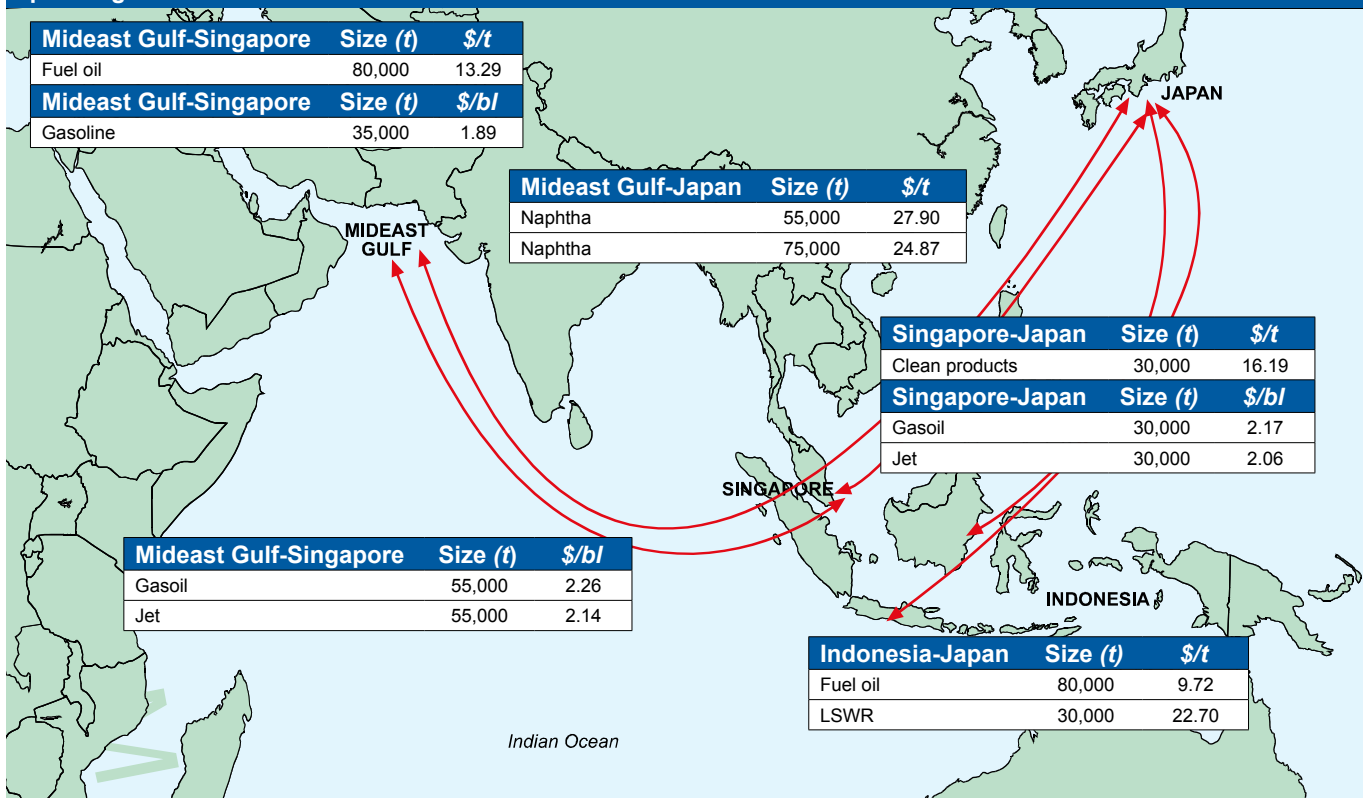 Mideast Gulf-Singapore Size (t) $/t
Fuel oil 80,000 13.29
Mideast Gulf-Singapore Size (t) $/bl
Gasoline 35,000 1.89
JAPAN
Mideast Gulf-Japan Size (t) $/t
Naphtha 55,000 27.90
Naphtha 75,000 24.87
MIDEAST
GULF
Singapore-Japan Size (t) $/t
Clean products 30,000 16.19
Singapore-Japan Size (t) $/bl
Gasoil 30,000 2.17
Jet 30,000 2.06
SINGAPORE
Mideast Gulf-Singapore Size (t) $/bl
Gasoil 55,000 2.26
Jet 55,000 2.14
INDONESIA
Indonesia-Japan Size (t) $/t
Fuel oil 80,000 9.72
LSWR 30,000 22.70
Indian Ocean